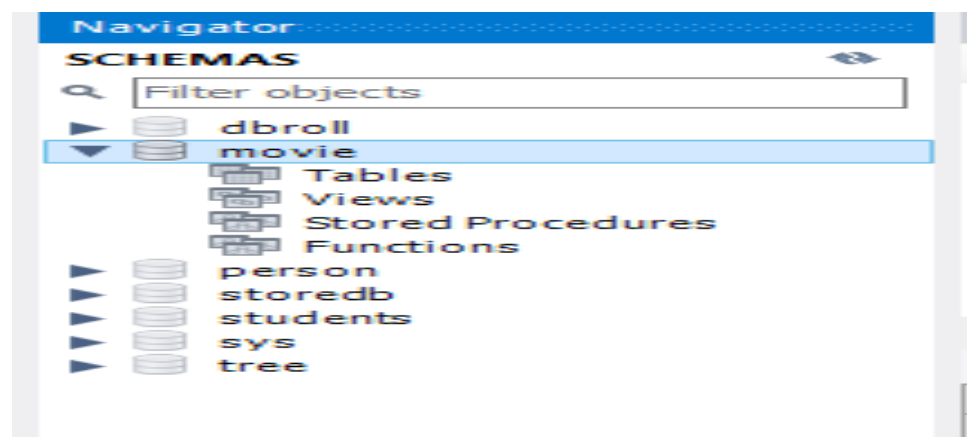 Navigator
SCHEMAS
Filter objects
dbroll
movie
Tables
Views
Stored Procedures
Functions
person
storedb
students
sys
tree